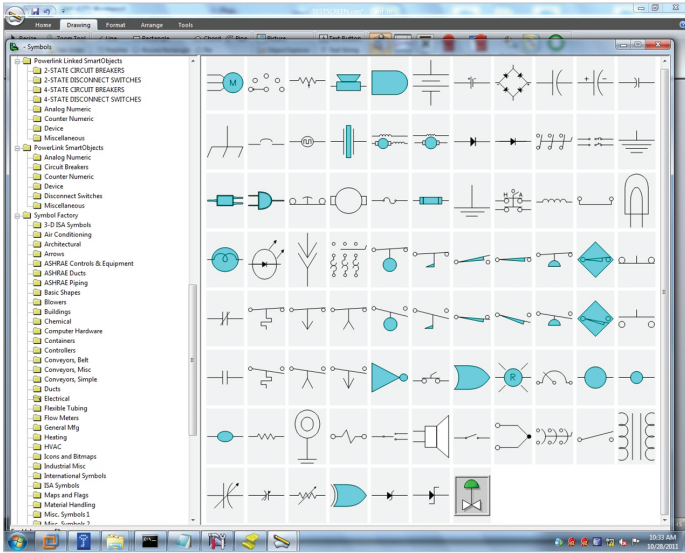 Home Drawing Format Arrange Tools
- Symbols
Powerlink Linked SmartObjects
2-STATE CIRCUIT BREAKERS
2-STATE DISCONNECT SWITCHES
4-STATE CIRCUIT BREAKERS
4-STATE DISCONNECT SWITCHES
Analog Numeric
Counter Numeric
Device
Miscellaneous
PowerLink SmartObjects
Analog Numeric
Circuit Breakers
Counter Numeric
Device
Disconnect Switches
Miscellaneous
Symbol Factory
3-D ISA Symbols
Air Conditioning
Architectural
Arrows
ASHRAE Controls & Equipment
ASHRAE Ducts
ASHRAE Piping
Basic Shapes
Blowers
Buildings
Chemical
Computer Hardware
Containers
Controllers
Conveyors, Belt
Conveyors, Misc
Conveyors, Simple
Ducts
Electrical
Flexible Tubing
Flow Meters
General Mfg
Heating
HVAC
Icons and Bitmaps
Industrial Misc
International Symbols
ISA Symbols
Maps and Flags
Material Handling
Misc. Symbols 1
Misc. Symbols 2
M
+ -
H A
R
10:33 AM
10/28/2011